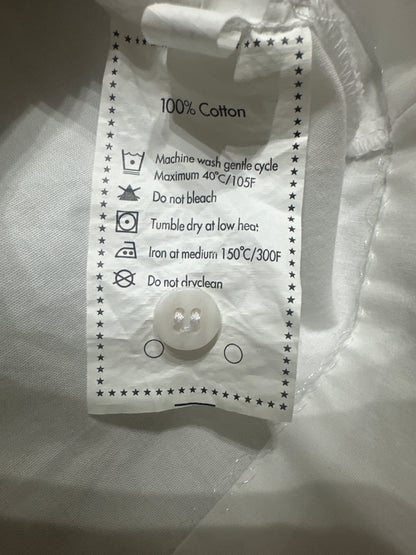 100% Cotton
Machine wash gentle cycle
Maximum 40°C/105F
Do not bleach
Tumble dry at low heat
Iron at medium 150°C/300F
Do not dryclean